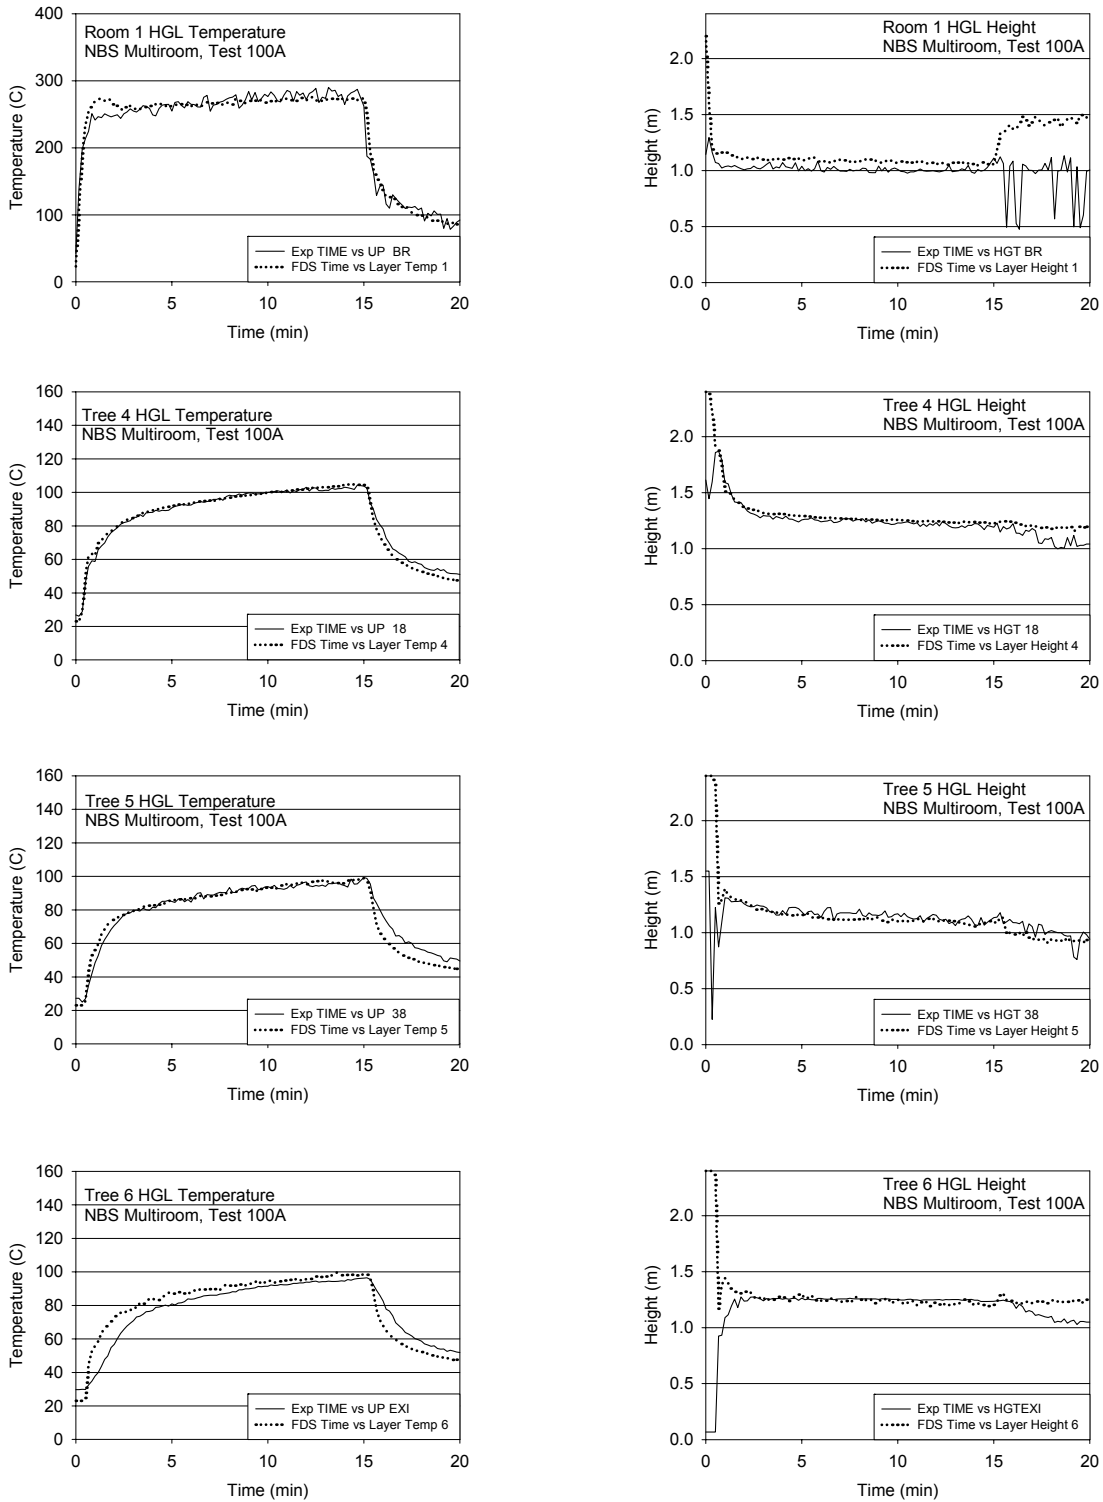 Room 1 HGL Temperature
NBS Multiroom, Test 100A
Temperature (C)
400
300
200
100
0
Exp TIME vs UP BR
FDS Time vs Layer Temp 1
0 5 10 15 20
Time (min)
Room 1 HGL Height
NBS Multiroom, Test 100A
Height (m)
2.0
1.5
1.0
0.5
0.0
Exp TIME vs HGT BR
FDS Time vs Layer Height 1
0 5 10 15 20
Time (min)
Tree 4 HGL Temperature
NBS Multiroom, Test 100A
Temperature (C)
160
140
120
100
80
60
40
20
0
Exp TIME vs UP 18
FDS Time vs Layer Temp 4
0 5 10 15 20
Time (min)
Tree 4 HGL Height
NBS Multiroom, Test 100A
Height (m)
2.0
1.5
1.0
0.5
0.0
Exp TIME vs HGT 18
FDS Time vs Layer Height 4
0 5 10 15 20
Time (min)
Tree 5 HGL Temperature
NBS Multiroom, Test 100A
Temperature (C)
160
140
120
100
80
60
40
20
0
Exp TIME vs UP 38
FDS Time vs Layer Temp 5
0 5 10 15 20
Time (min)
Tree 5 HGL Height
NBS Multiroom, Test 100A
Height (m)
2.0
1.5
1.0
0.5
0.0
Exp TIME vs HGT 38
FDS Time vs Layer Height 5
0 5 10 15 20
Time (min)
Tree 6 HGL Temperature
NBS Multiroom, Test 100A
Temperature (C)
160
140
120
100
80
60
40
20
0
Exp TIME vs UP EXI
FDS Time vs Layer Temp 6
0 5 10 15 20
Time (min)
Tree 6 HGL Height
NBS Multiroom, Test 100A
Height (m)
2.0
1.5
1.0
0.5
0.0
Exp TIME vs HGTEXI
FDS Time vs Layer Height 6
0 5 10 15 20
Time (min)